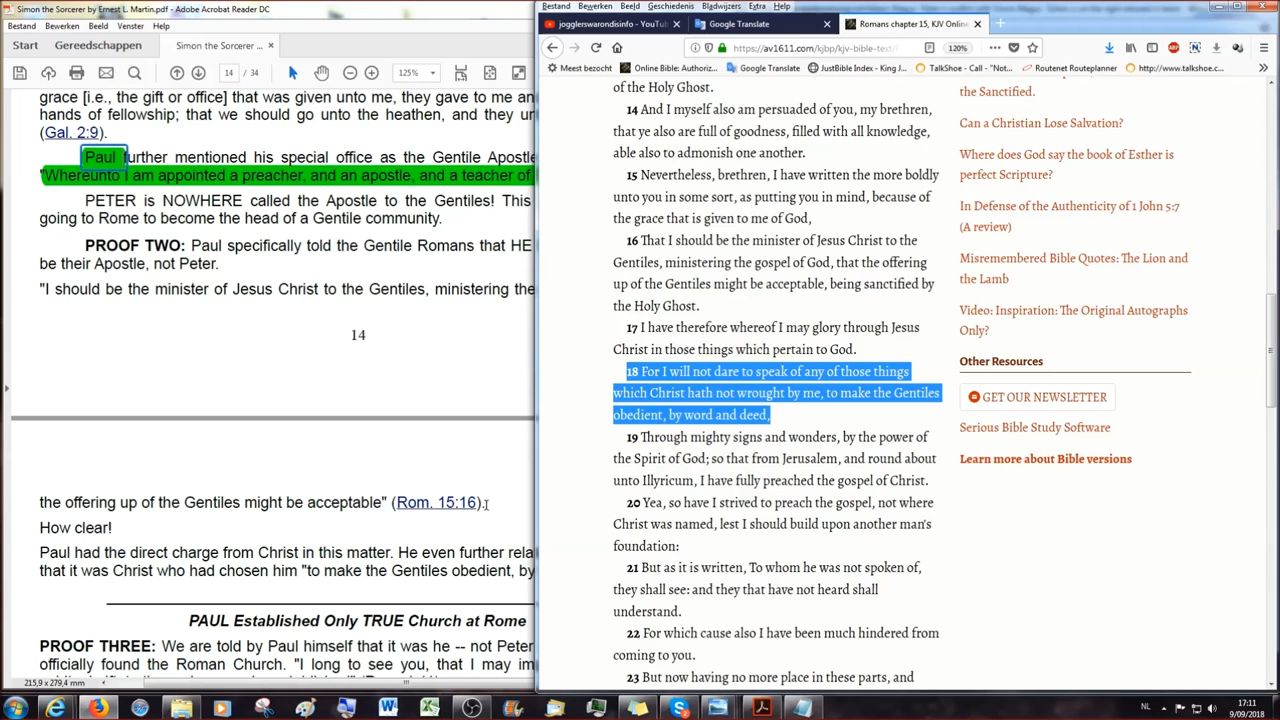 Simon the Sorcerer by Ernest L. Martin.pdf - Adobe Acrobat Reader DC
Bestand Bewerken Beeld Venster Help
Start Gereedschappen Simon the Sorcerer ... ×
14 / 34 125%
grace [i.e., the gift or office] that was given unto me, they gave to me an
hands of fellowship; that we should go unto the heathen, and they un
(Gal. 2:9).
Paul further mentioned his special office as the Gentile Apostle
"Whereunto I am appointed a preacher, and an apostle, and a teacher of
PETER is NOWHERE called the Apostle to the Gentiles! This
going to Rome to become the head of a Gentile community.
PROOF TWO: Paul specifically told the Gentile Romans that HE
be their Apostle, not Peter.
"I should be the minister of Jesus Christ to the Gentiles, ministering the
14
the offering up of the Gentiles might be acceptable" (Rom. 15:16).
How clear!
Paul had the direct charge from Christ in this matter. He even further rela
that it was Christ who had chosen him "to make the Gentiles obedient, by
PAUL Established Only TRUE Church at Rome
PROOF THREE: We are told by Paul himself that it was he -- not Peter
officially found the Roman Church. "I long to see you, that I may im
215,9 x 279,4 mm
Bestand Bewerken Beeld Geschiedenis Bladwijzers Extra Help
jogglerswarondisinfo - YouTu × Google Translate × Romans chapter 15, KJV Online ×
https://av1611.com/kjbp/kjv-bible-text/ 120%
Meest bezocht Online Bible: Authoriz... Google Translate JustBible Index - King J... TalkShoe - Call - "Not... Routenet Routeplanner http://www.talkshoe.c...
of the Holy Ghost.
14 And I myself also am persuaded of you, my brethren,
that ye also are full of goodness, filled with all knowledge,
able also to admonish one another.
15 Nevertheless, brethren, I have written the more boldly
unto you in some sort, as putting you in mind, because of
the grace that is given to me of God,
16 That I should be the minister of Jesus Christ to the
Gentiles, ministering the gospel of God, that the offering
up of the Gentiles might be acceptable, being sanctified by
the Holy Ghost.
17 I have therefore whereof I may glory through Jesus
Christ in those things which pertain to God.
18 For I will not dare to speak of any of those things
which Christ hath not wrought by me, to make the Gentiles
obedient, by word and deed,
19 Through mighty signs and wonders, by the power of
the Spirit of God; so that from Jerusalem, and round about
unto Illyricum, I have fully preached the gospel of Christ.
20 Yea, so have I strived to preach the gospel, not where
Christ was named, lest I should build upon another man's
foundation:
21 But as it is written, To whom he was not spoken of,
they shall see: and they that have not heard shall
understand.
22 For which cause also I have been much hindered from
coming to you.
23 But now having no more place in these parts, and
the Sanctified.
Can a Christian Lose Salvation?
Where does God say the book of Esther is
perfect Scripture?
In Defense of the Authenticity of 1 John 5:7
(A review)
Misremembered Bible Quotes: The Lion and
the Lamb
Video: Inspiration: The Original Autographs
Only?
Other Resources
GET OUR NEWSLETTER
Serious Bible Study Software
Learn more about Bible versions
NL 17:11
9/09/2018